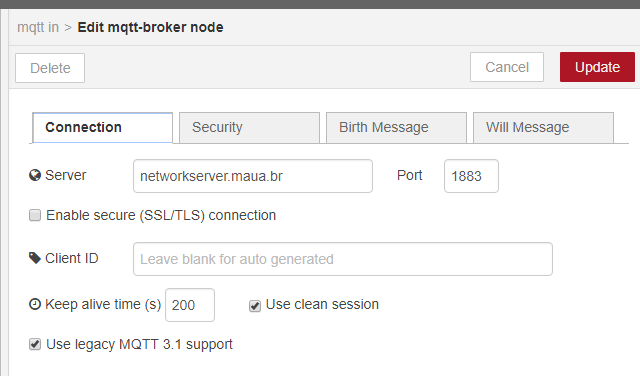 mqtt in > Edit mqtt-broker node
Delete Cancel Update
Connection Security Birth Message Will Message
Server networkserver.maua.br Port 1883
Enable secure (SSL/TLS) connection
Client ID Leave blank for auto generated
Keep alive time (s) 200 Use clean session
Use legacy MQTT 3.1 support